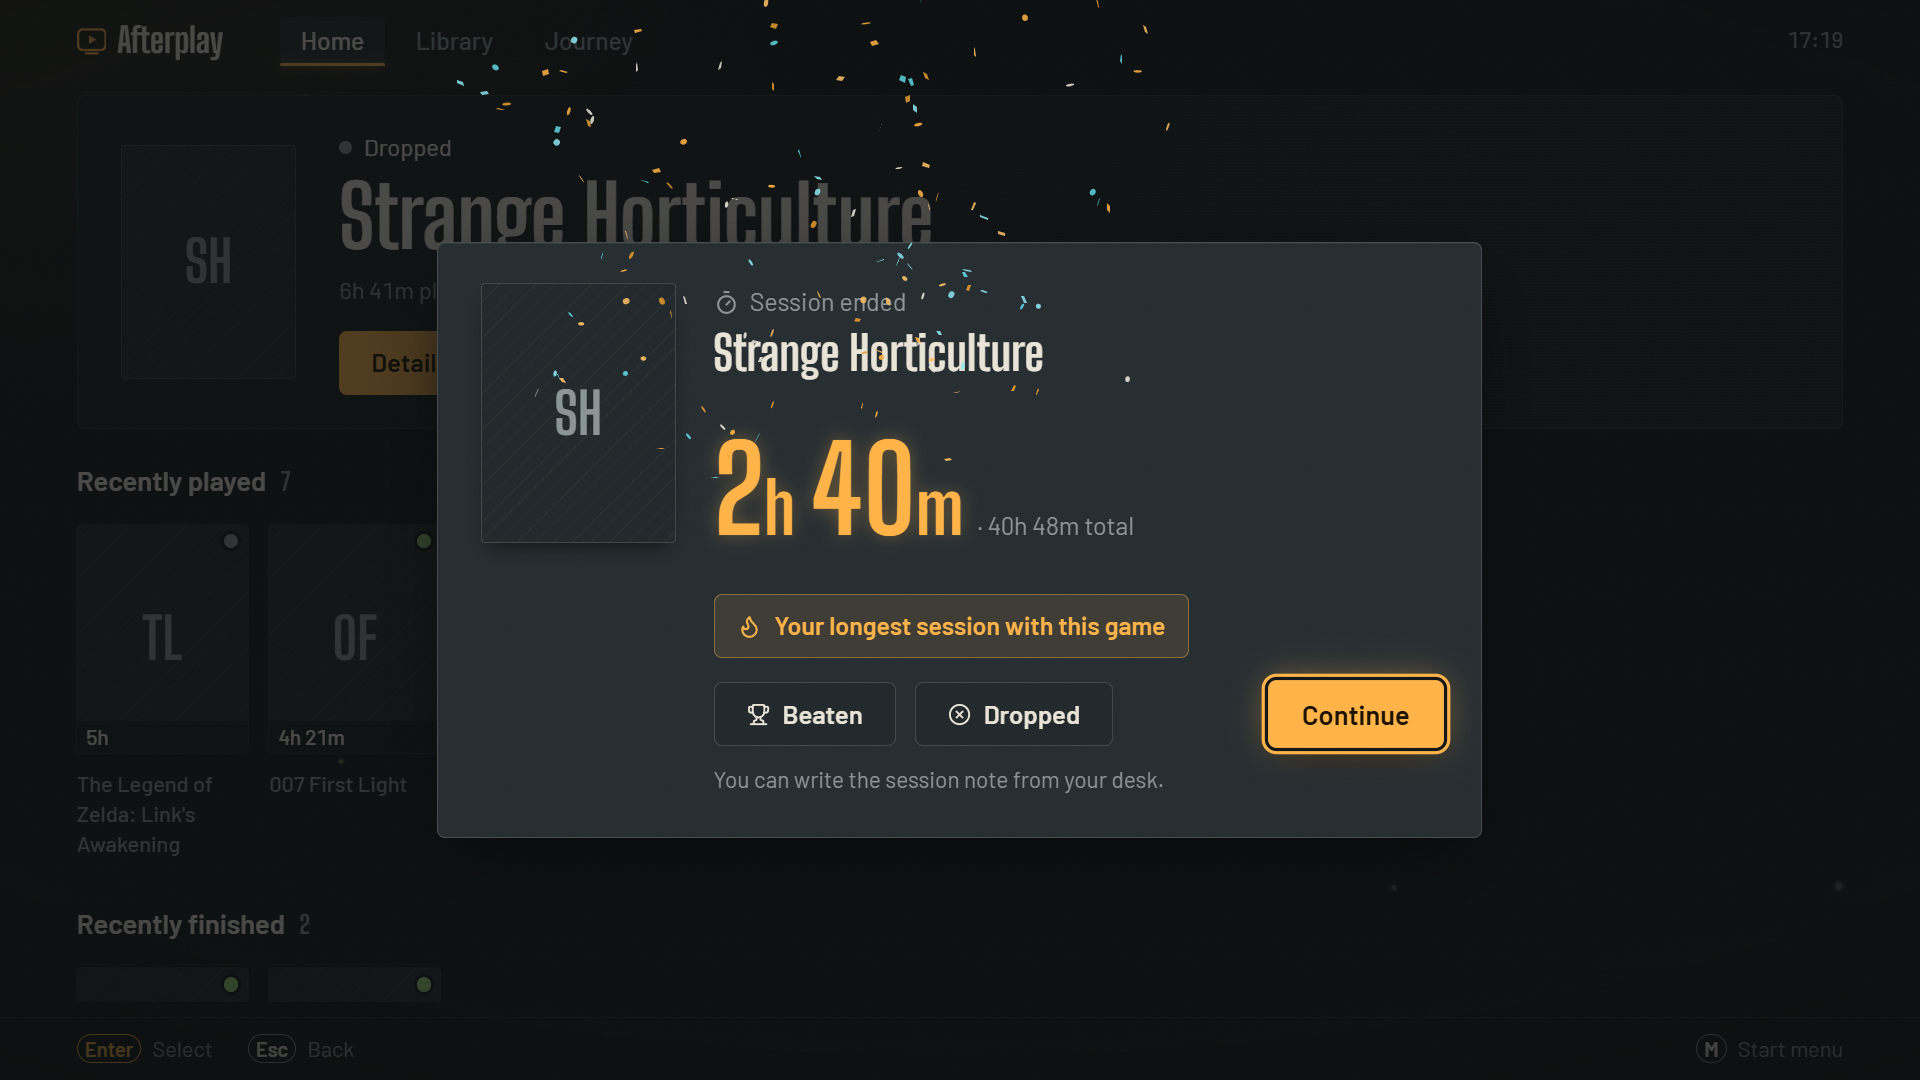 Afterplay
Home
Library
Journey
17:19
Dropped
Strange Horticulture
SH
6h 41m pl
Detail
Session ended
Strange Horticulture
SH
2h 40m · 40h 48m total
Your longest session with this game
Beaten
Dropped
Continue
You can write the session note from your desk.
Recently played 7
TL
OF
5h
4h 21m
The Legend of
Zelda: Link's
Awakening
007 First Light
Recently finished 2
Enter Select
Esc Back
M Start menu